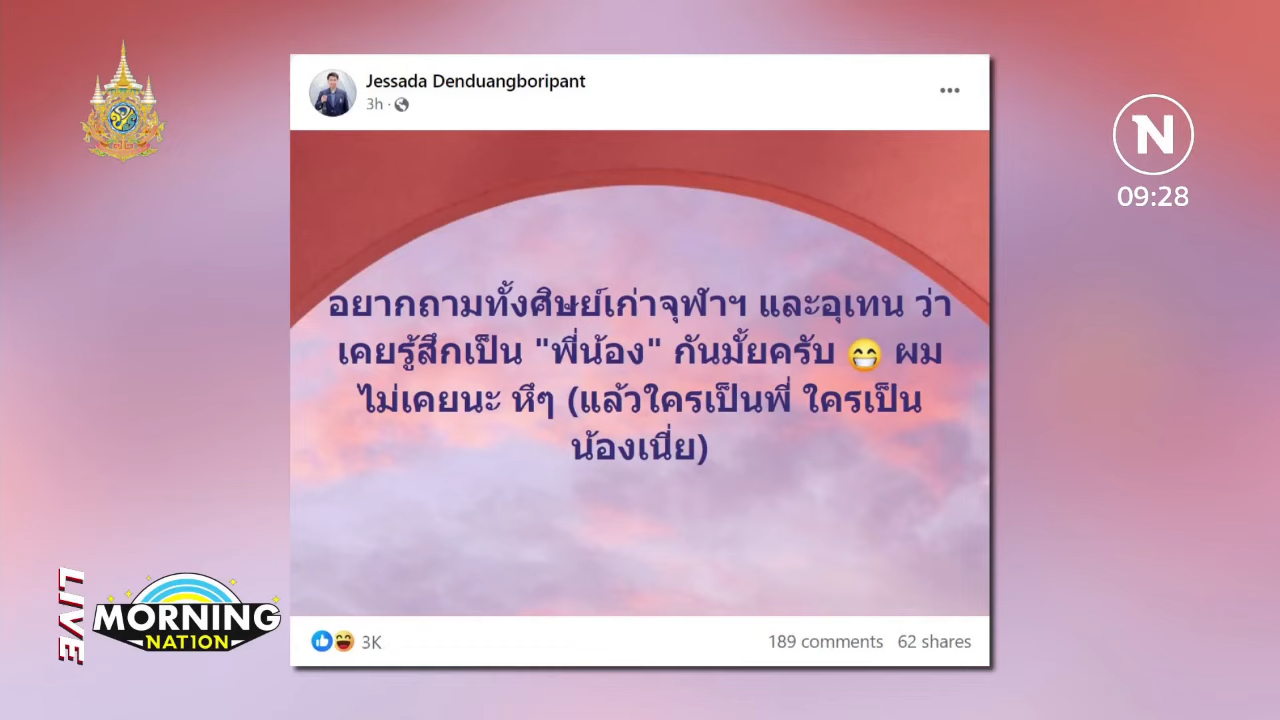 Jessada Denduangboripant
3h
N
09:28
อยากถามทั้งศิษย์เก่าจุฬาฯ และอุเทน ว่า
เคยรู้สึกเป็น "พี่น้อง" กันมั้ยครับ 😁 ผม
ไม่เคยนะ หึๆ (แล้วใครเป็นพี่ ใครเป็น
น้องเนี่ย)
LIVE
MORNING
NATION
3K
189 comments
62 shares